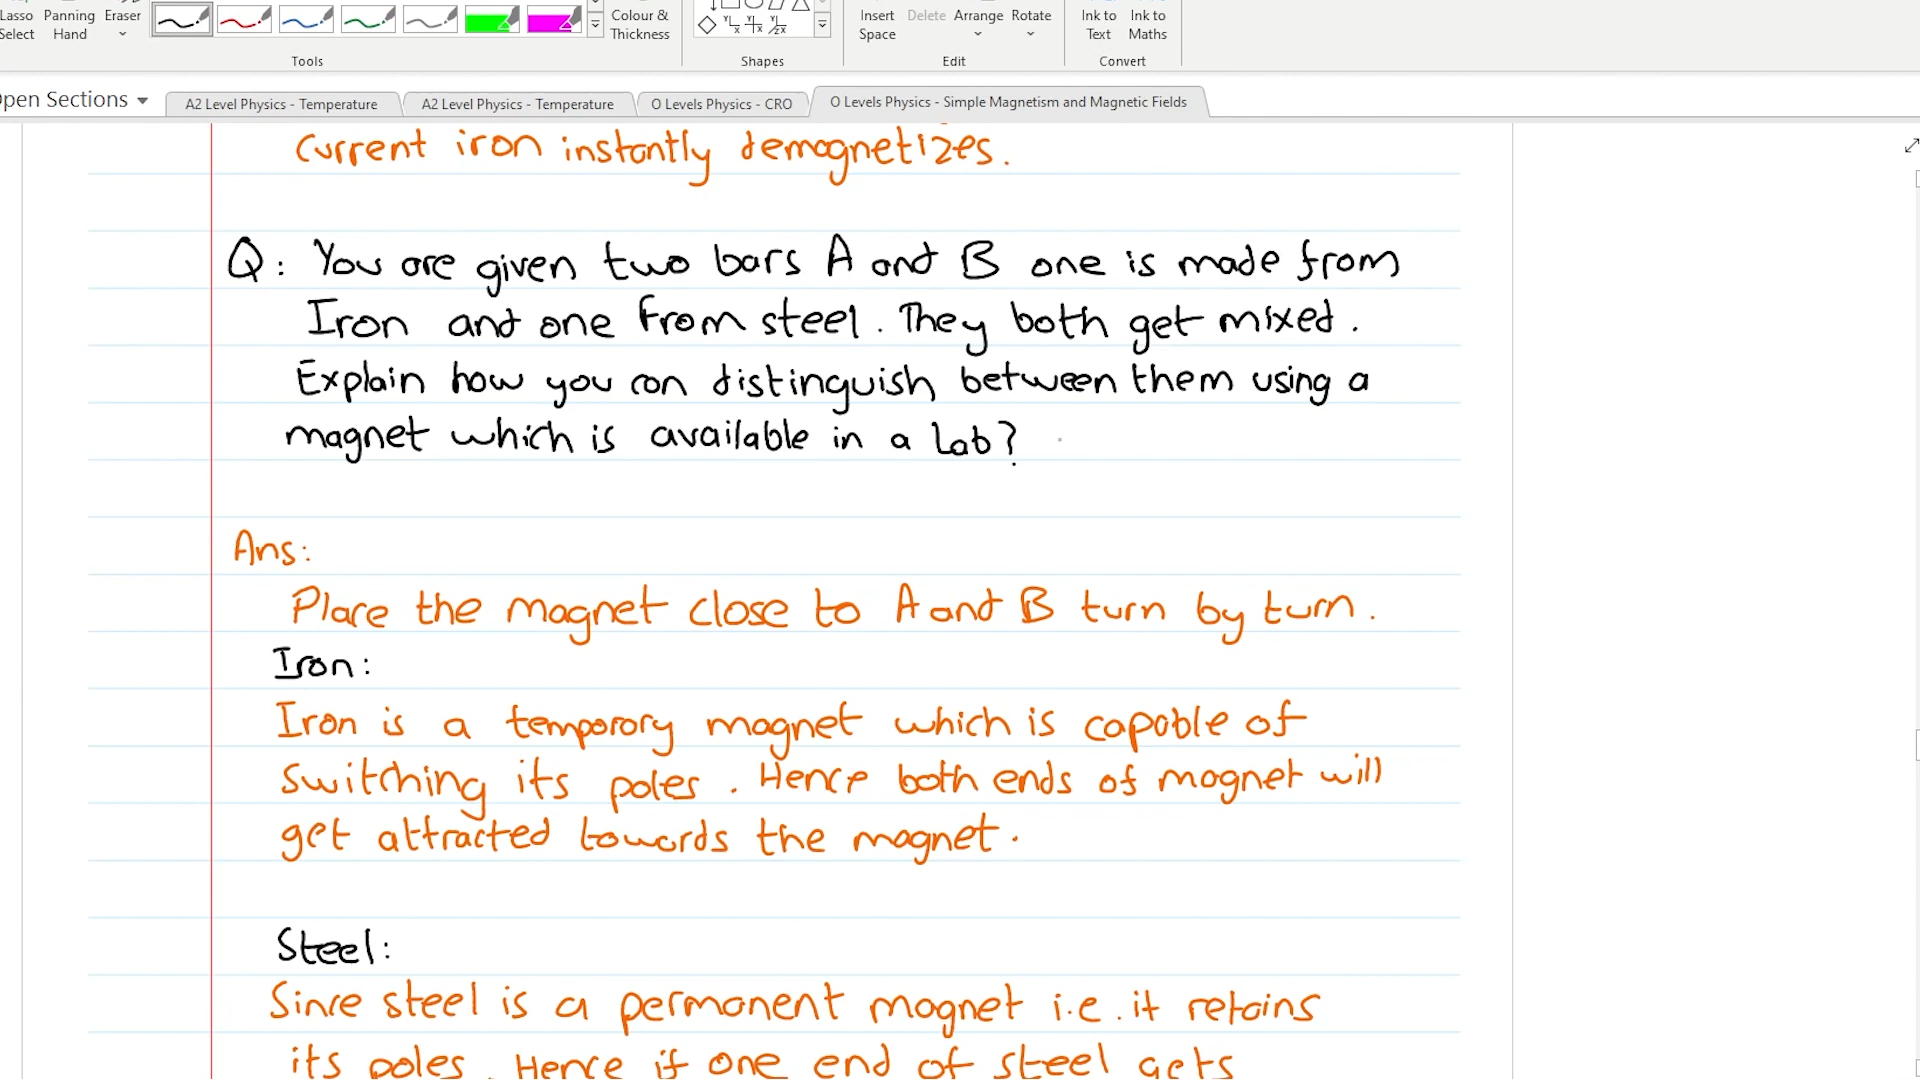 Lasso Panning Eraser
Select Hand
Colour &
Thickness
Insert Delete Arrange Rotate
Space
Ink to Ink to
Text Maths
Tools Shapes Edit Convert
pen Sections
A2 Level Physics - Temperature
A2 Level Physics - Temperature
O Levels Physics - CRO
O Levels Physics - Simple Magnetism and Magnetic Fields
Current iron instantly demagnetizes.
Q: You are given two bars A and B one is made from
Iron and one from steel. They both get mixed.
Explain how you can distinguish between them using a
magnet which is available in a lab?
Ans:
Place the magnet close to A and B turn by turn.
Iron:
Iron is a temporory magnet which is capable of
switching its poles. Hence both ends of magnet will
get attracted towards the magnet.
Steel:
Since steel is a permanent magnet i.e. it retains
its poles. Hence if one end of steel gets